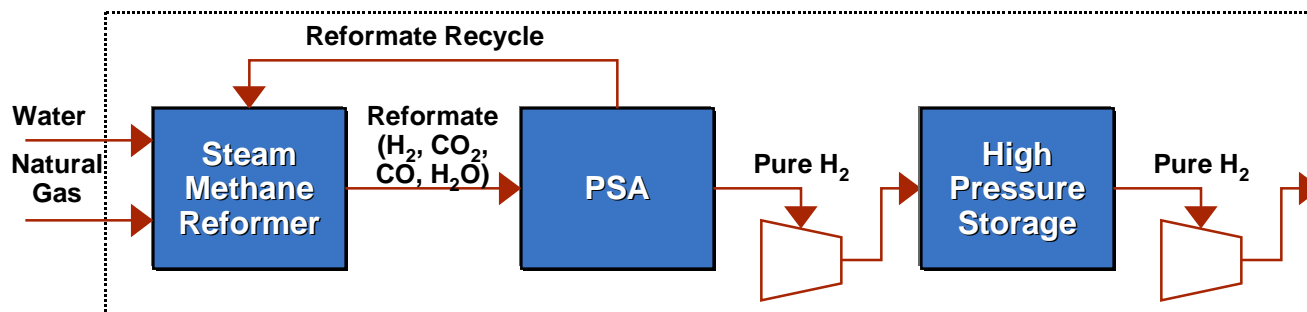 Reformate Recycle
Water
Natural
Gas
Steam
Methane
Reformer
Reformate
(H₂, CO₂,
CO, H₂O)
PSA
Pure H₂
High
Pressure
Storage
Pure H₂